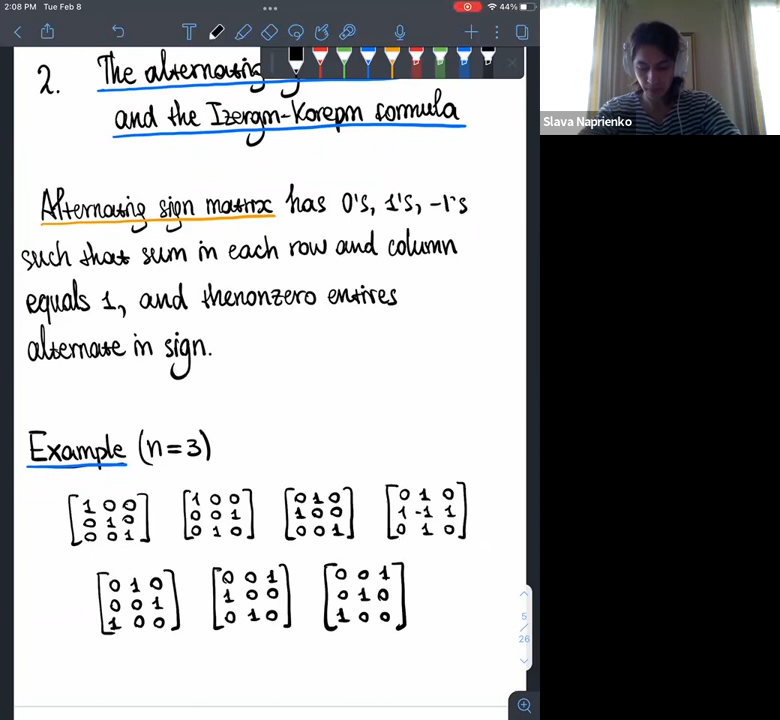 2:08 PM Tue Feb 8
44%
2. The alternating
and the Izergin-Korepin formula
Slava Naprienko
Alternating sign matrix has 0's, 1's, -1's
such that sum in each row and column
equals 1, and thenonzero entires
alternate in sign.
Example (n=3)
[1 0 0 [1 0 0 [0 1 0 [0 1 0
0 1 0 0 0 1 1 0 0 1 -1 1
0 0 1] 0 1 0] 0 0 1] 0 1 0]
[0 1 0 [0 0 1 [0 0 1
0 0 1 1 0 0 0 1 0
1 0 0] 0 1 0] 1 0 0]
5
/
26